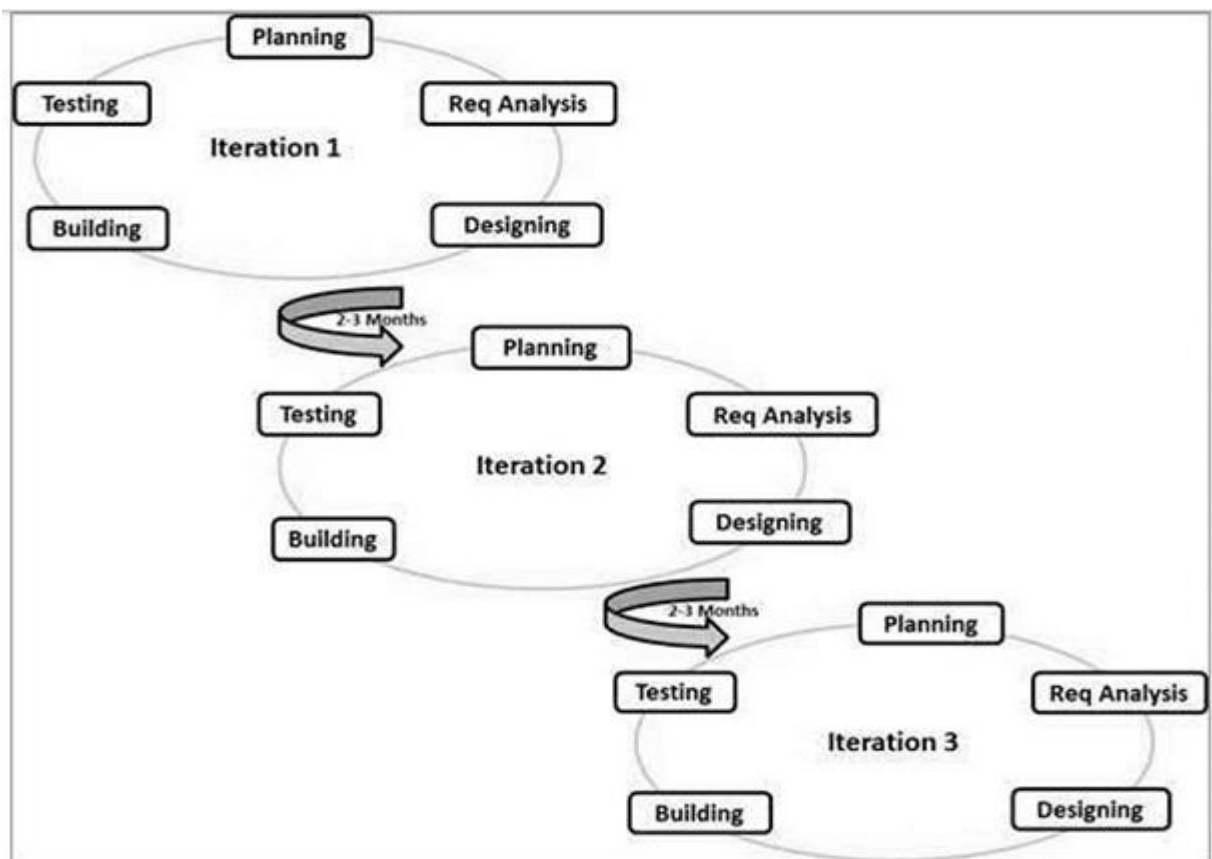 Planning
Testing
Req Analysis
Iteration 1
Building
Designing
2-3 Months
Planning
Testing
Req Analysis
Iteration 2
Building
Designing
2-3 Months
Planning
Testing
Req Analysis
Iteration 3
Building
Designing